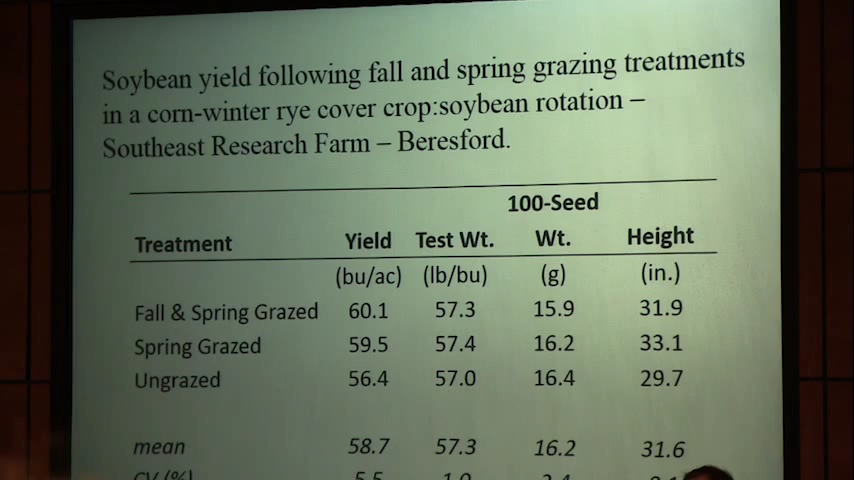 Soybean yield following fall and spring grazing treatments
in a corn-winter rye cover crop:soybean rotation –
Southeast Research Farm – Beresford.
100-Seed
Treatment Yield Test Wt. Wt. Height
(bu/ac) (lb/bu) (g) (in.)
Fall & Spring Grazed 60.1 57.3 15.9 31.9
Spring Grazed 59.5 57.4 16.2 33.1
Ungrazed 56.4 57.0 16.4 29.7
mean 58.7 57.3 16.2 31.6
CV (%) 5.5